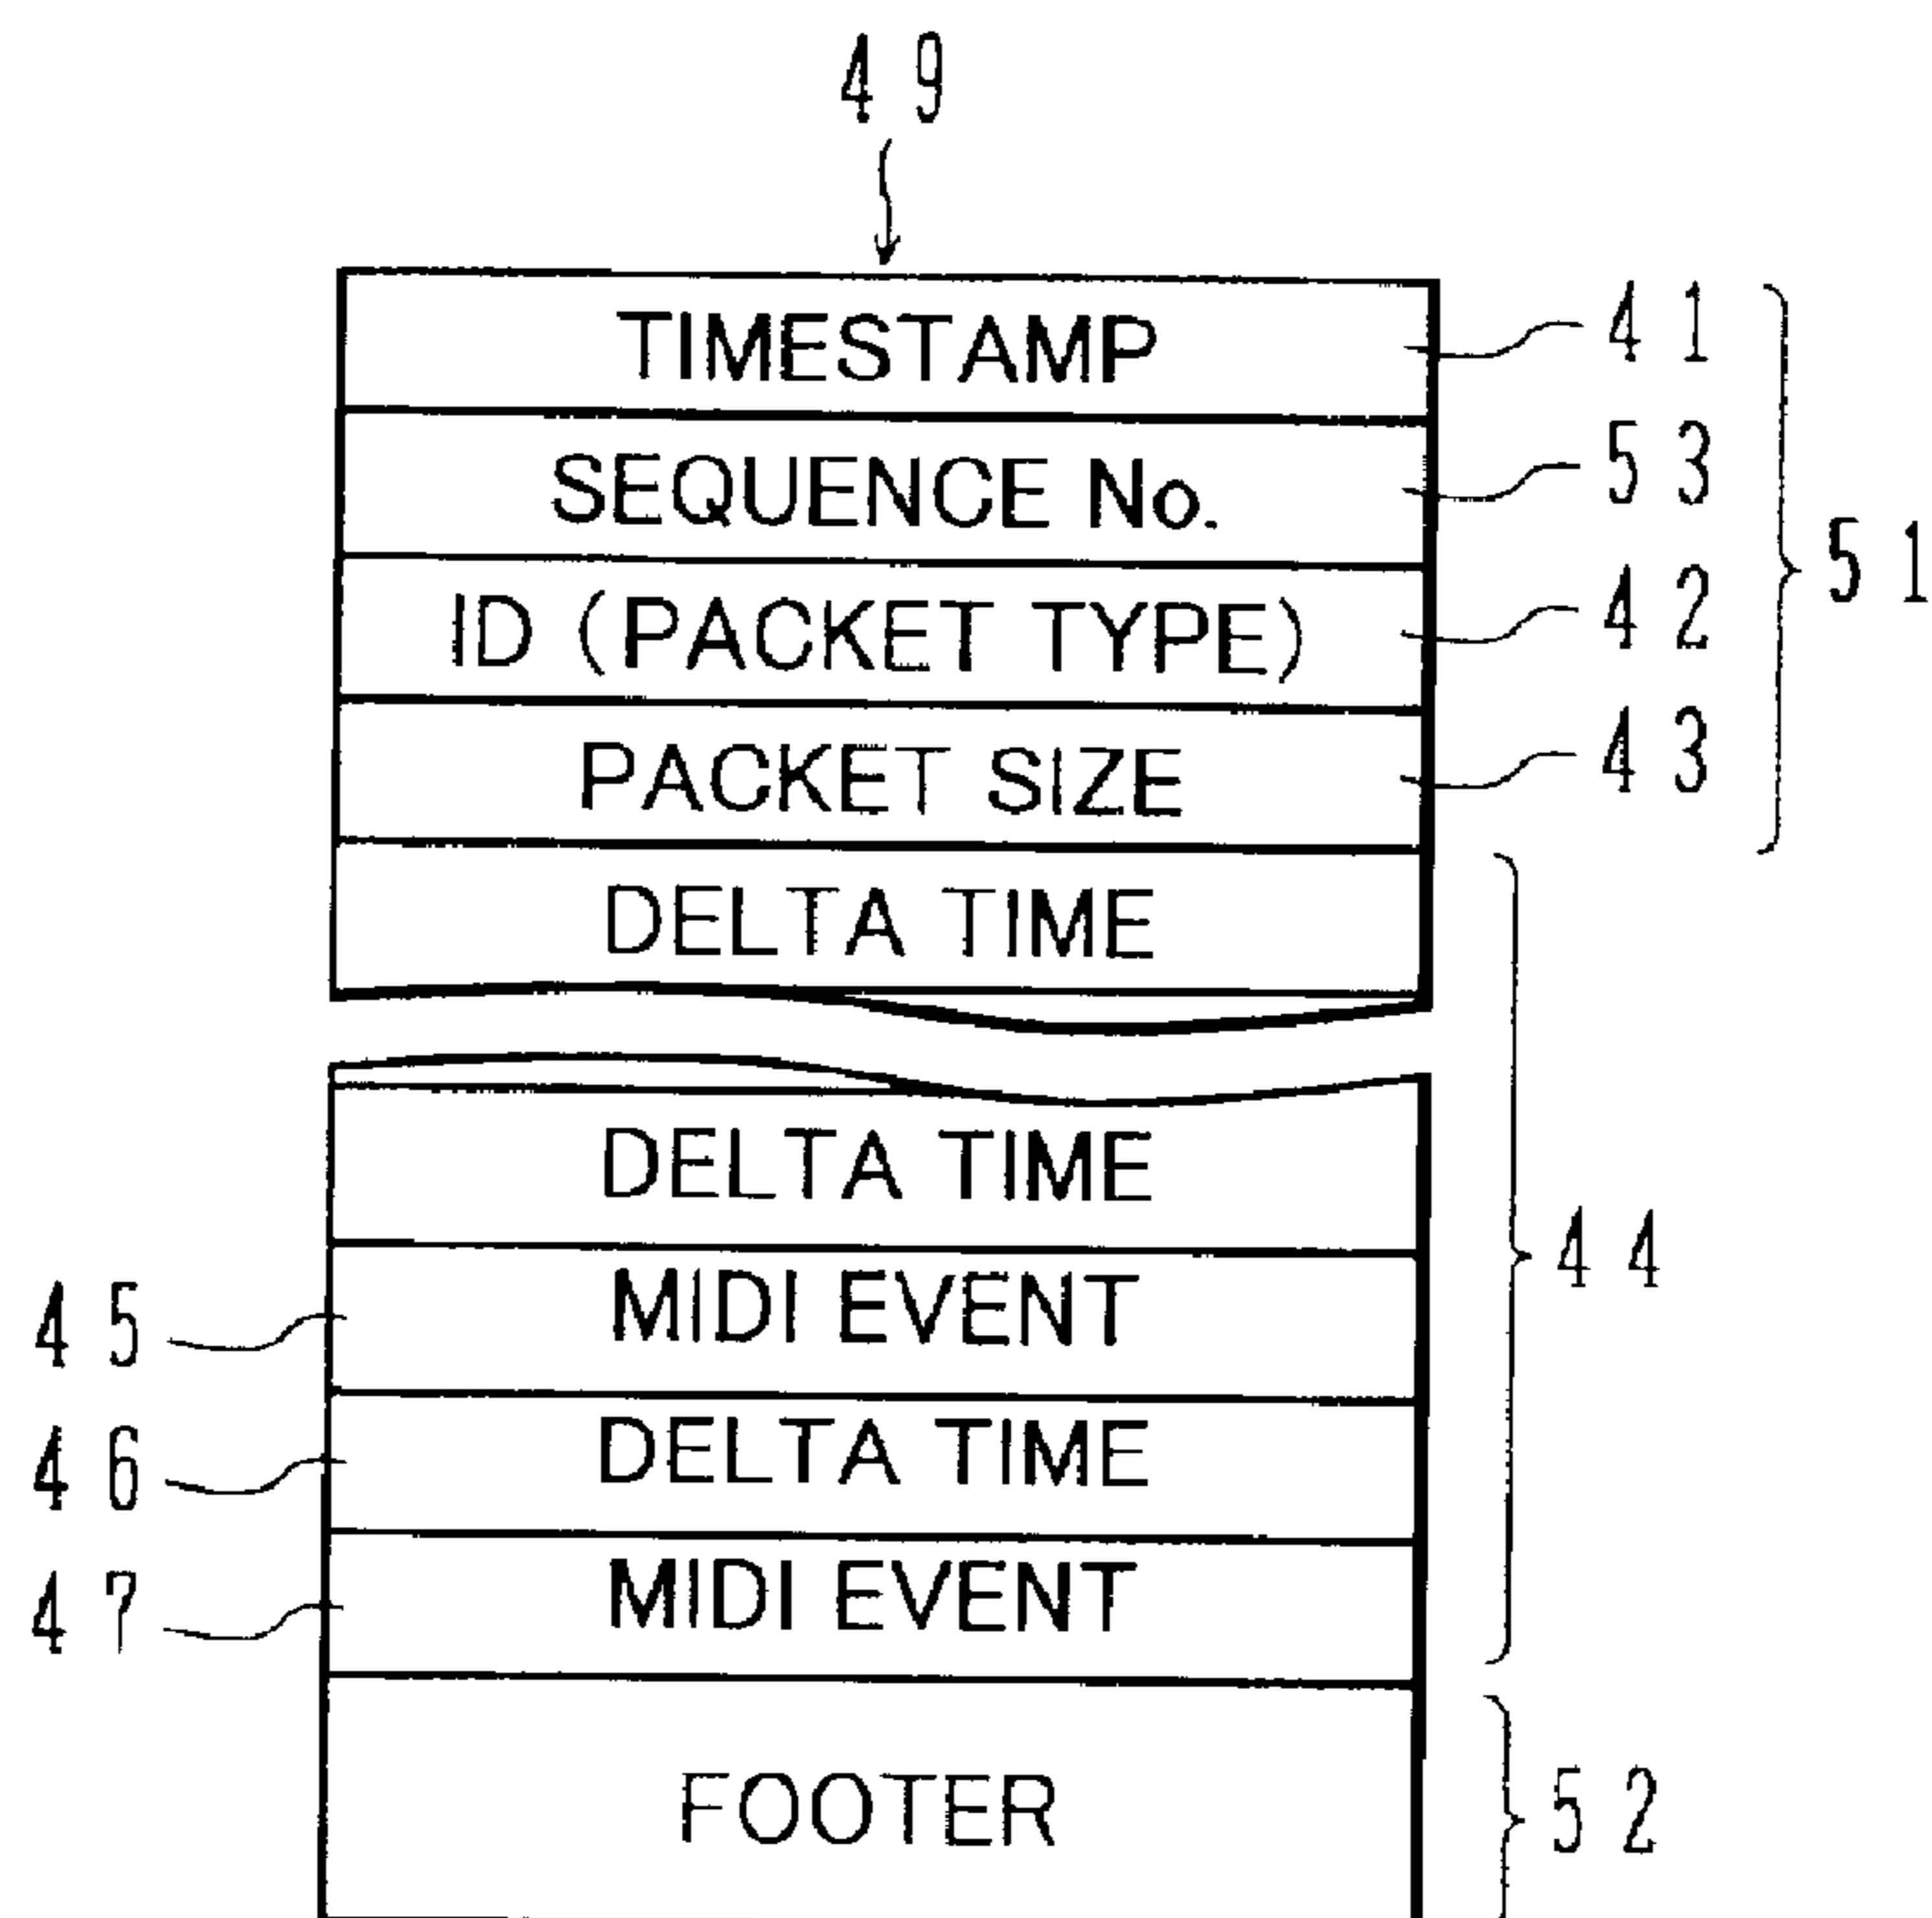 49
TIMESTAMP 41
SEQUENCE No. 53
51
ID (PACKET TYPE) 42
PACKET SIZE 43
DELTA TIME
DELTA TIME
44
45 MIDI EVENT
46 DELTA TIME
47 MIDI EVENT
FOOTER 52